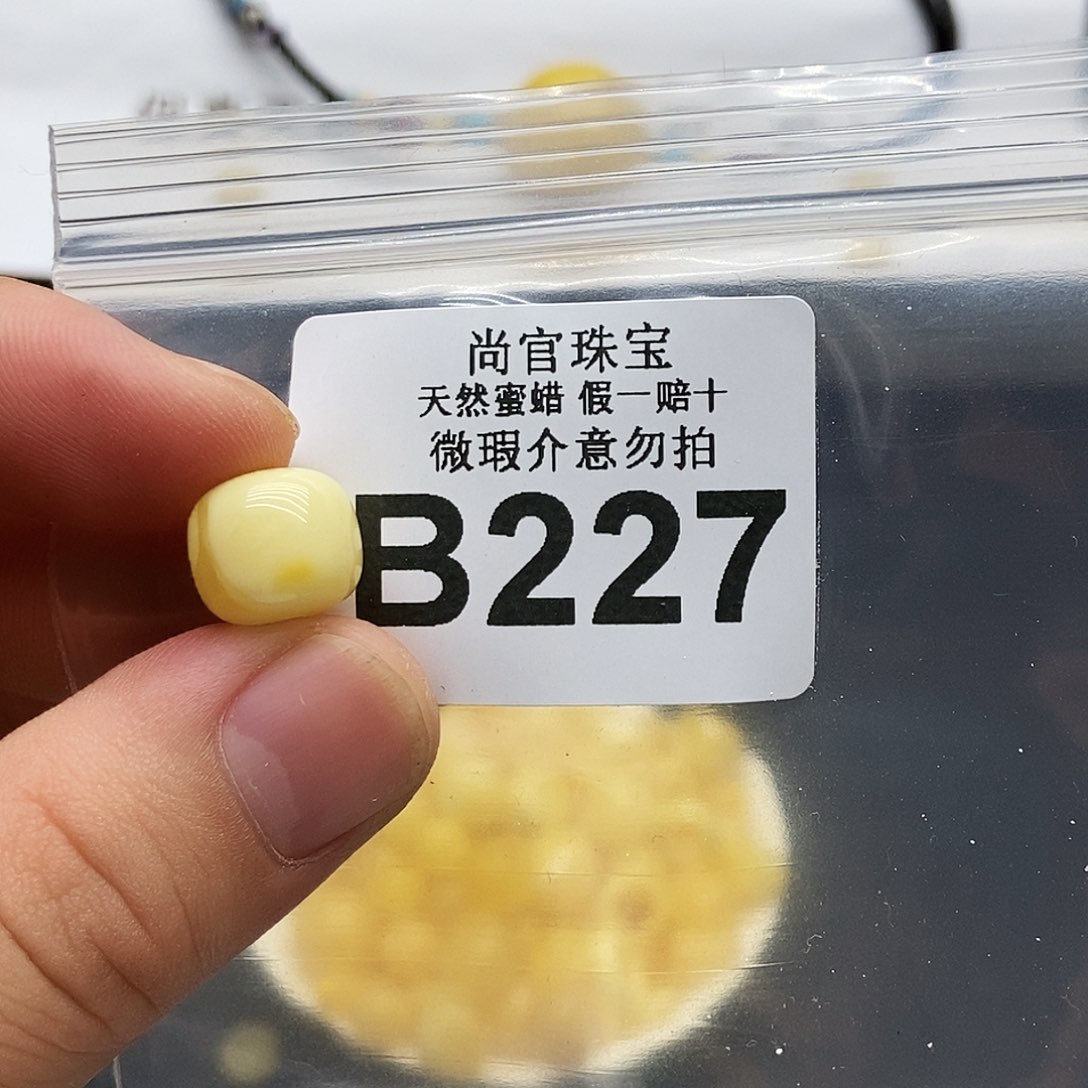 尚官珠宝
天然蜜蜡 假一赔十
微瑕介意勿拍
B227